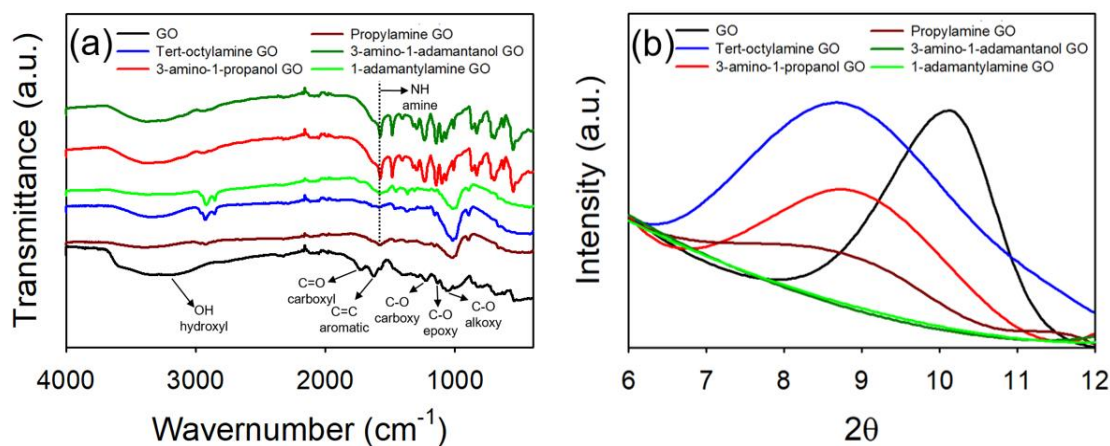 (a)
GO
Tert-octylamine GO
3-amino-1-propanol GO
Propylamine GO
3-amino-1-adamantanol GO
1-adamantylamine GO
NH
amine
C=O
carboxyl
C=C
aromatic
C-O
carboxy
C-O
epoxy
C-O
alkoxy
OH
hydroxyl
Transmittance (a.u.)
4000 3000 2000 1000
Wavernumber (cm⁻¹)
(b)
GO
Tert-octylamine GO
3-amino-1-propanol GO
Propylamine GO
3-amino-1-adamantanol GO
1-adamantylamine GO
Intensity (a.u.)
6 7 8 9 10 11 12
2θ